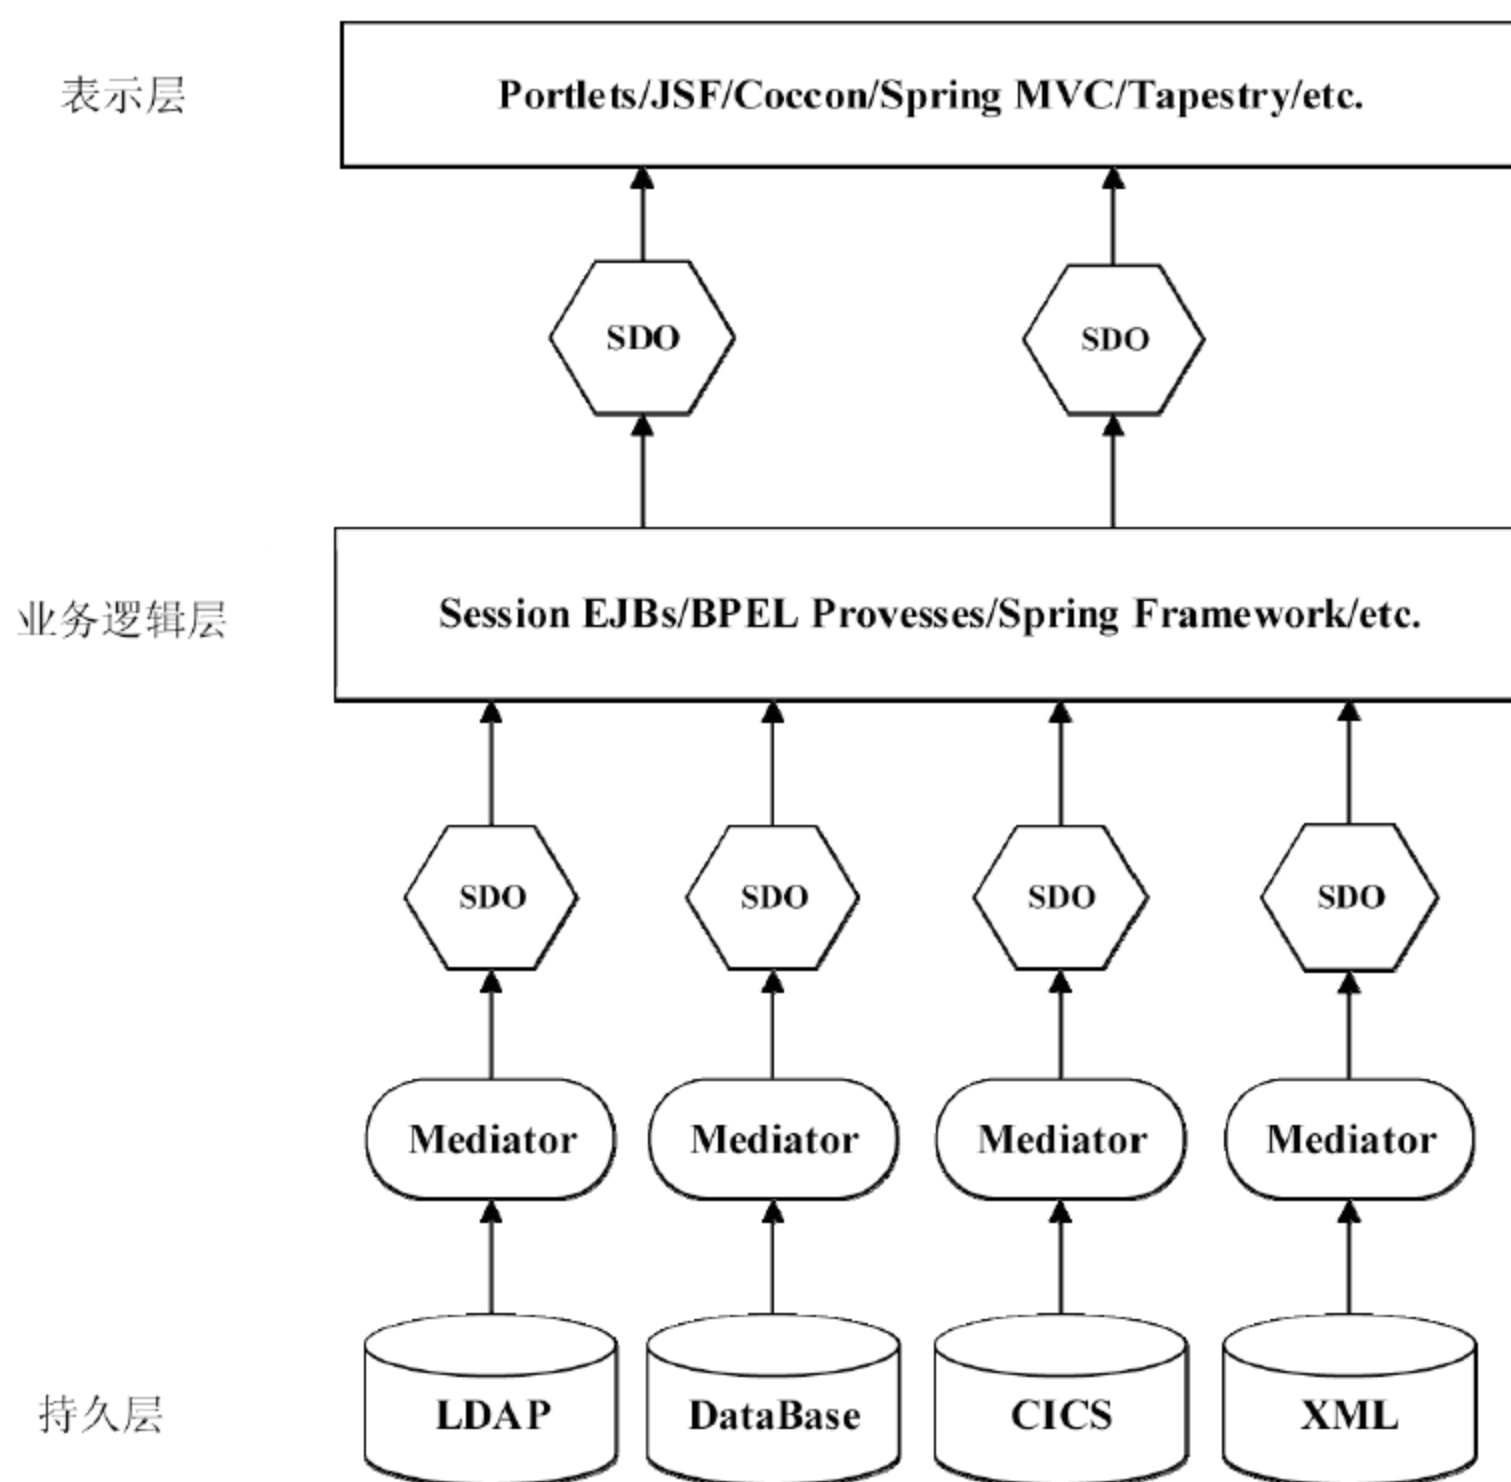 表示层
Portlets/JSF/Coccon/Spring MVC/Tapestry/etc.
SDO
SDO
业务逻辑层
Session EJBs/BPEL Provesses/Spring Framework/etc.
SDO
SDO
SDO
SDO
Mediator
Mediator
Mediator
Mediator
持久层
LDAP
DataBase
CICS
XML